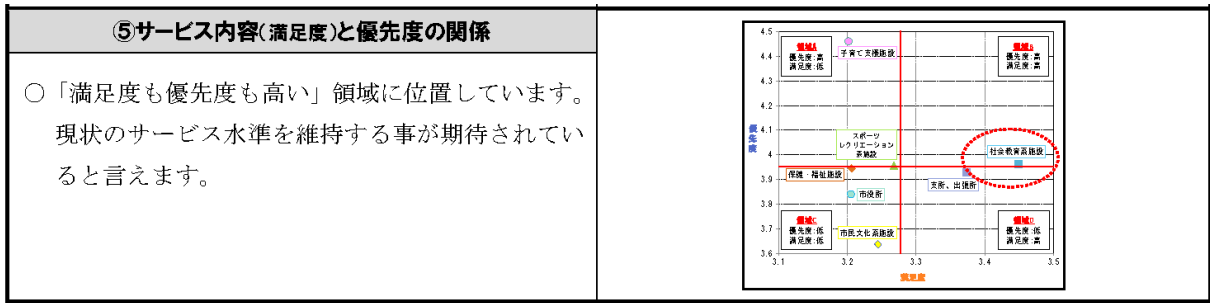 ⑤サービス内容(満足度)と優先度の関係
○「満足度も優先度も高い」領域に位置しています。
現状のサービス水準を維持する事が期待されてい
ると言えます。
4.5
4.4
4.3
4.2
4.1
4
3.9
3.8
3.7
3.6
優先度
領域A
優先度:高
満足度:低
子育て支援施設
領域B
優先度:高
満足度:高
スポーツ
レクリエーション
系施設
社会教育系施設
保健・福祉施設
支所、出張所
市役所
領域C
優先度:低
満足度:低
市民文化系施設
領域D
優先度:低
満足度:高
3.1
3.2
3.3
3.4
3.5
満足度